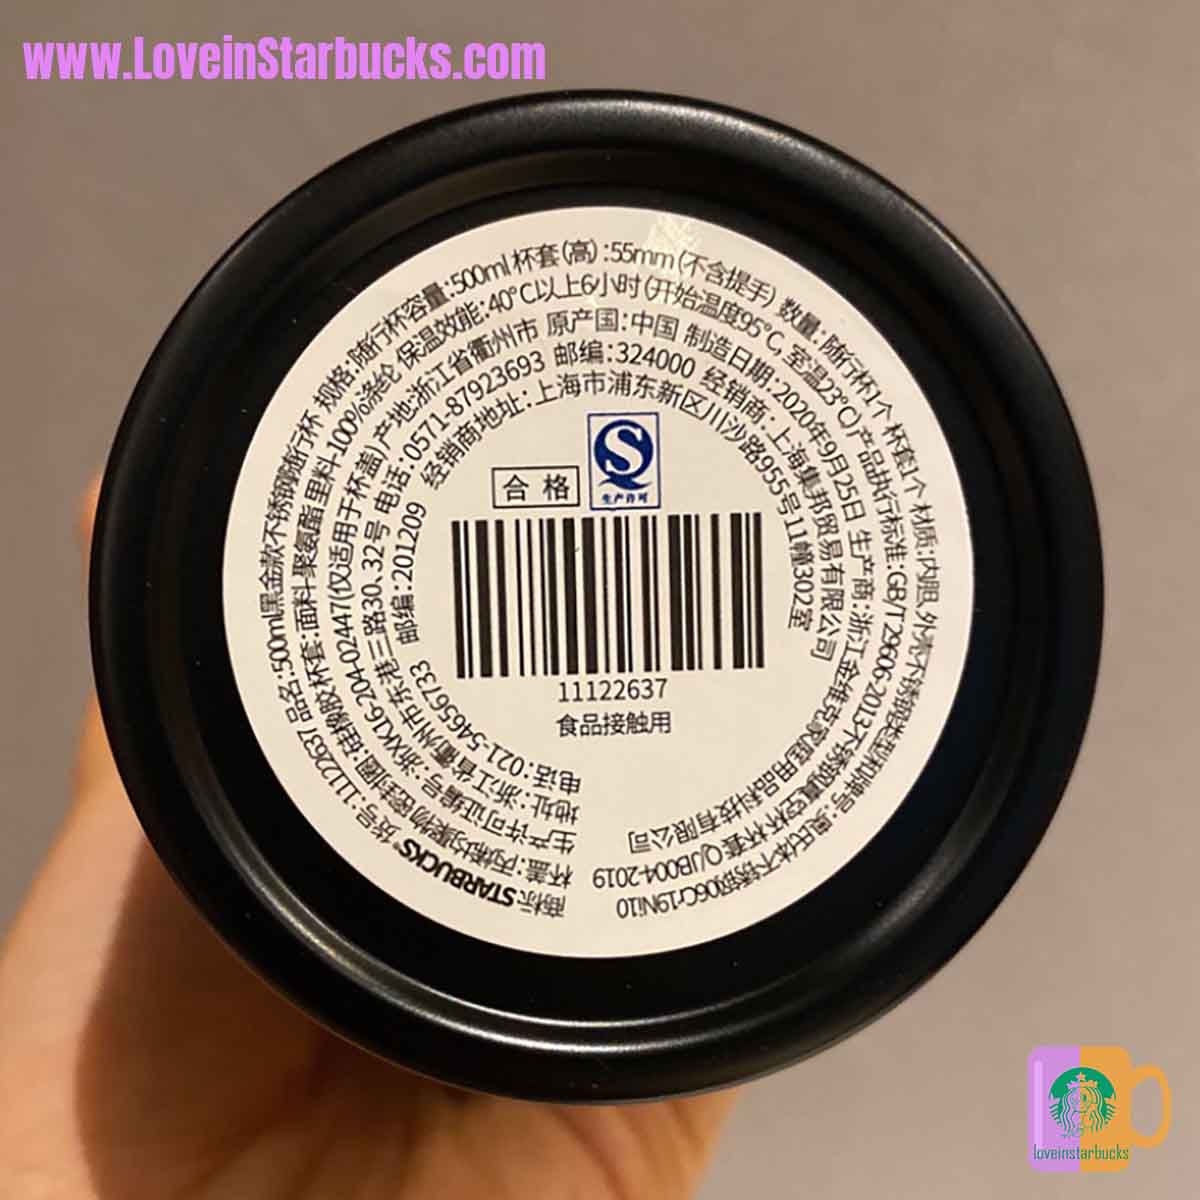 www.LoveinStarbucks.com
商标:STARBUCKS 货号:11122637 品名:500ml黑金款不锈钢随行杯 规格:随行杯容量:500ml 杯套(高):55mm(不含提手) 数量:随行杯1个 杯套1个 材质:内胆,外壳不锈钢类型和牌号:奥氏体不锈钢06Cr19Ni10
杯盖:丙烯均聚物 密封圈:硅橡胶 杯套:面料-聚氨酯 里料-100%涤纶 保温效能:40°C以上6小时(开始温度95°C, 室温23°C) 产品执行标准:GB/T 29606-2013不锈钢真空杯 杯套 Q/JJB004-2019
生产许可证编号:浙XK16-204-02447(仅适用于杯盖) 产地:浙江省衢州市 原产国:中国 制造日期:2020年9月25日 生产商:浙江金维克家庭用品科技有限公司
地址:浙江省衢州市东港三路30、32号 电话:0571-87923693 邮编:324000 经销商:上海集邦贸易有限公司
电话:021-54656733 邮编:201209 经销商地址:上海市浦东新区川沙路955号11幢302室
合格
生产许可
11122637
食品接触用
loveinstarbucks